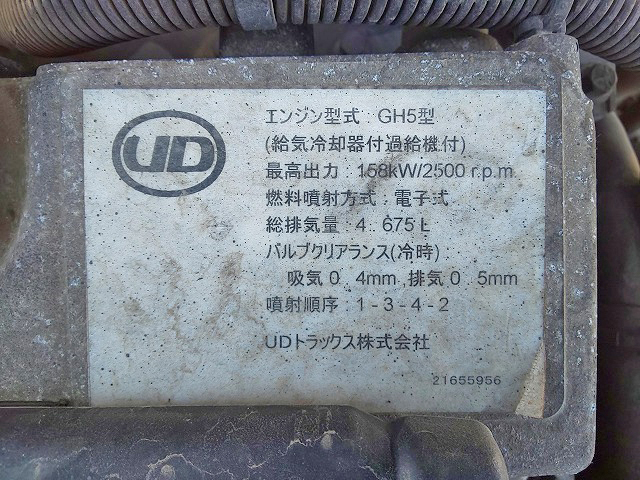 UD
エンジン型式：GH5型
(給気冷却器付過給機付)
最高出力：158kW/2500 r.p.m
燃料噴射方式：電子式
総排気量：4．675 L
バルブクリアランス(冷時)
吸気 0．4mm ,排気 0．5mm
噴射順序：1-3-4-2
UDトラックス株式会社
21655956